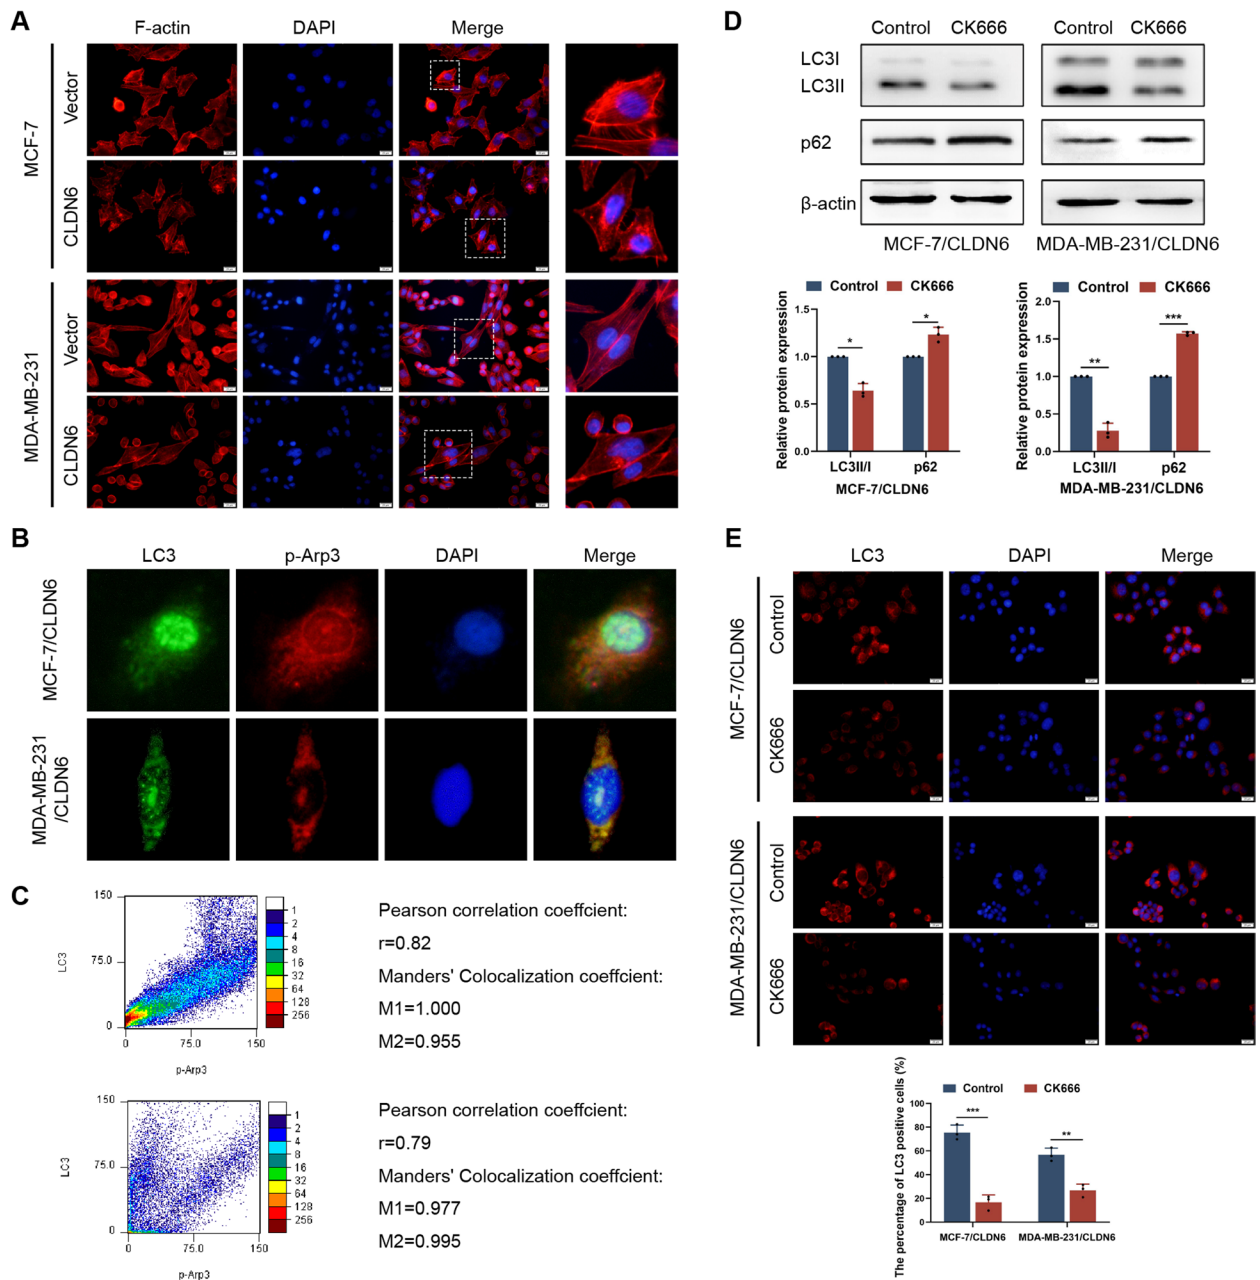 A
F-actin DAPI Merge
MCF-7
Vector
CLDN6
MDA-MB-231
Vector
CLDN6
B
LC3 p-Arp3 DAPI Merge
MCF-7/CLDN6
MDA-MB-231
/CLDN6
C
150
75.0
0
LC3
0 75.0 150
p-Arp3
1
2
4
8
16
32
64
128
256
Pearson correlation coeffcient:
r=0.82
Manders' Colocalization coeffcient:
M1=1.000
M2=0.955
150
75.0
0
LC3
0 75.0 150
p-Arp3
1
2
4
8
16
32
64
128
256
Pearson correlation coeffcient:
r=0.79
Manders' Colocalization coeffcient:
M1=0.977
M2=0.995
D
Control CK666 Control CK666
LC3I
LC3II
p62
β-actin
MCF-7/CLDN6 MDA-MB-231/CLDN6
Control CK666
Relative protein expression
1.5
1.0
0.5
0.0
* *
LC3II/I p62
MCF-7/CLDN6
Control CK666
Relative protein expression
2.0
1.5
1.0
0.5
0.0
** ***
LC3II/I p62
MDA-MB-231/CLDN6
E
LC3 DAPI Merge
MCF-7/CLDN6
Control
CK666
MDA-MB-231/CLDN6
Control
CK666
Control CK666
The percentage of LC3 positive cells (%)
100
80
60
40
20
0
*** **
MCF-7/CLDN6 MDA-MB-231/CLDN6